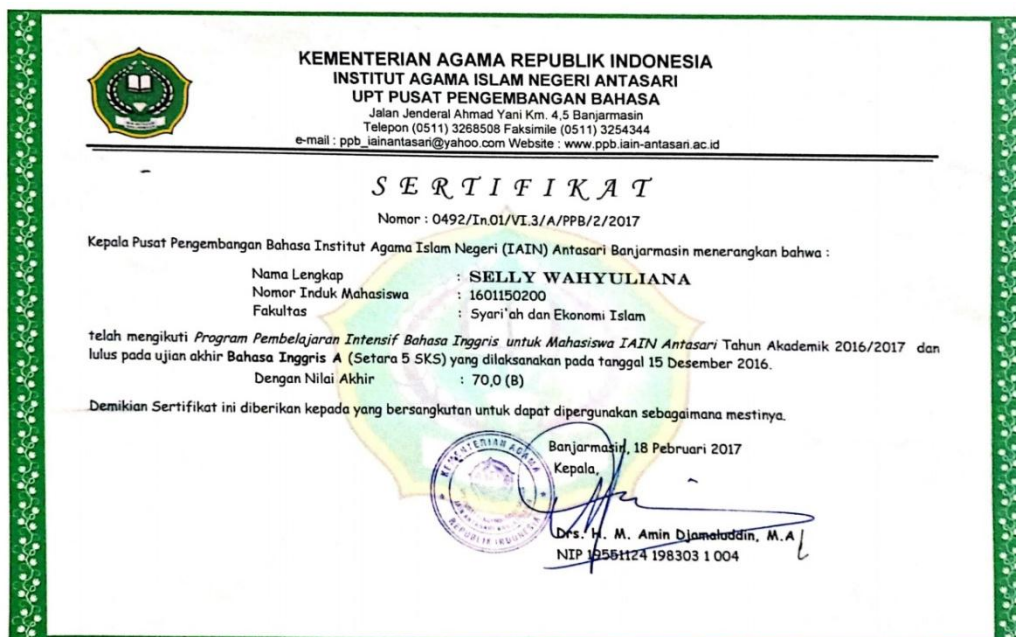 KEMENTERIAN AGAMA REPUBLIK INDONESIA
INSTITUT AGAMA ISLAM NEGERI ANTASARI
UPT PUSAT PENGEMBANGAN BAHASA
Jalan Jenderal Ahmad Yani Km. 4,5 Banjarmasin
Telepon (0511) 3268508 Faksimile (0511) 3254344
e-mail : ppb_iainantasari@yahoo.com Website : www.ppb.iain-antasari.ac.id
SERTIFIKAT
Nomor : 0492/In.01/VI.3/A/PPB/2/2017
Kepala Pusat Pengembangan Bahasa Institut Agama Islam Negeri (IAIN) Antasari Banjarmasin menerangkan bahwa :
Nama Lengkap : SELLY WAHYULIANA
Nomor Induk Mahasiswa : 1601150200
Fakultas : Syari'ah dan Ekonomi Islam
telah mengikuti Program Pembelajaran Intensif Bahasa Inggris untuk Mahasiswa IAIN Antasari Tahun Akademik 2016/2017 dan
lulus pada ujian akhir Bahasa Inggris A (Setara 5 SKS) yang dilaksanakan pada tanggal 15 Desember 2016.
Dengan Nilai Akhir : 70,0 (B)
Demikian Sertifikat ini diberikan kepada yang bersangkutan untuk dapat dipergunakan sebagaimana mestinya.
Banjarmasin, 18 Pebruari 2017
Kepala,
KEMENTERIAN AGAMA
REPUBLIK INDONESIA
Drs. H. M. Amin Djamaluddin, M.A
NIP 19551124 198303 1 004